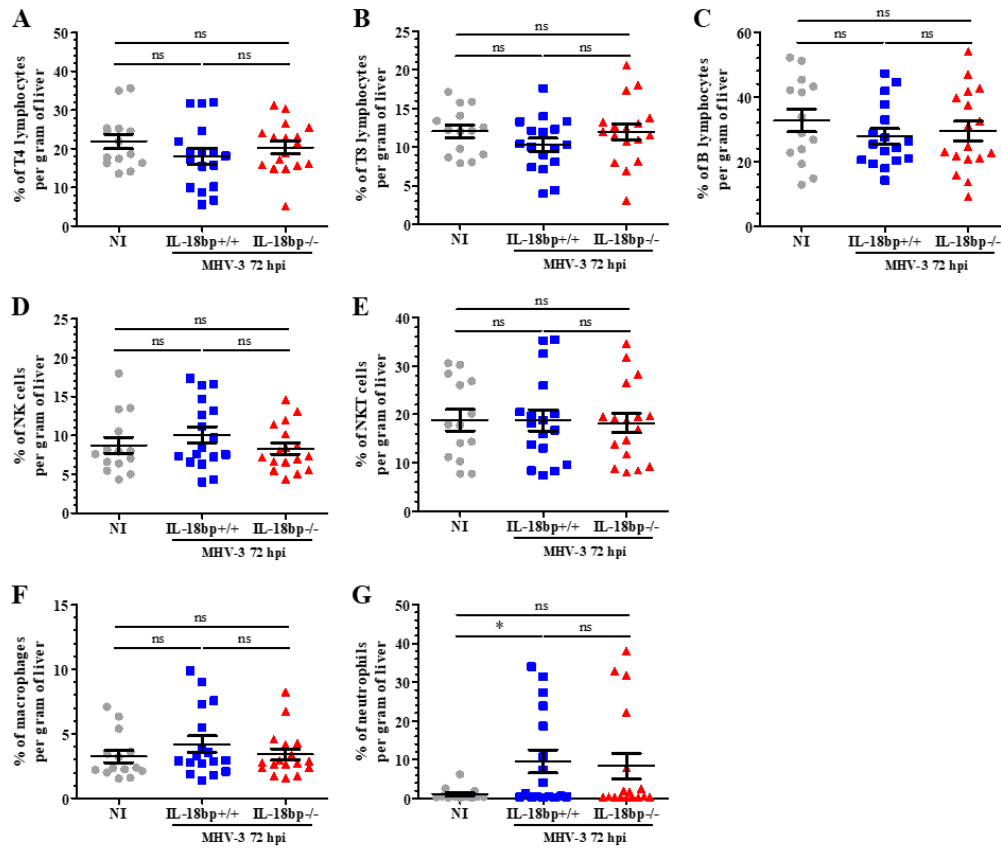 A
% of T4 lymphocytes
per gram of liver
50
40
30
20
10
0
ns
ns
ns
NI
IL-18bp+/+
IL-18bp-/-
MHV-3 72 hpi
B
% of T8 lymphocytes
per gram of liver
25
20
15
10
5
0
ns
ns
ns
NI
IL-18bp+/+
IL-18bp-/-
MHV-3 72 hpi
C
% of B lymphocytes
per gram of liver
60
40
20
0
ns
ns
ns
NI
IL-18bp+/+
IL-18bp-/-
MHV-3 72 hpi
D
% of NK cells
per gram of liver
25
20
15
10
5
0
ns
ns
ns
NI
IL-18bp+/+
IL-18bp-/-
MHV-3 72 hpi
E
% of NKT cells
per gram of liver
40
30
20
10
0
ns
ns
ns
NI
IL-18bp+/+
IL-18bp-/-
MHV-3 72 hpi
F
% of macrophages
per gram of liver
15
10
5
0
ns
ns
ns
NI
IL-18bp+/+
IL-18bp-/-
MHV-3 72 hpi
G
% of neutrophils
per gram of liver
50
40
30
20
10
0
ns
*
ns
NI
IL-18bp+/+
IL-18bp-/-
MHV-3 72 hpi